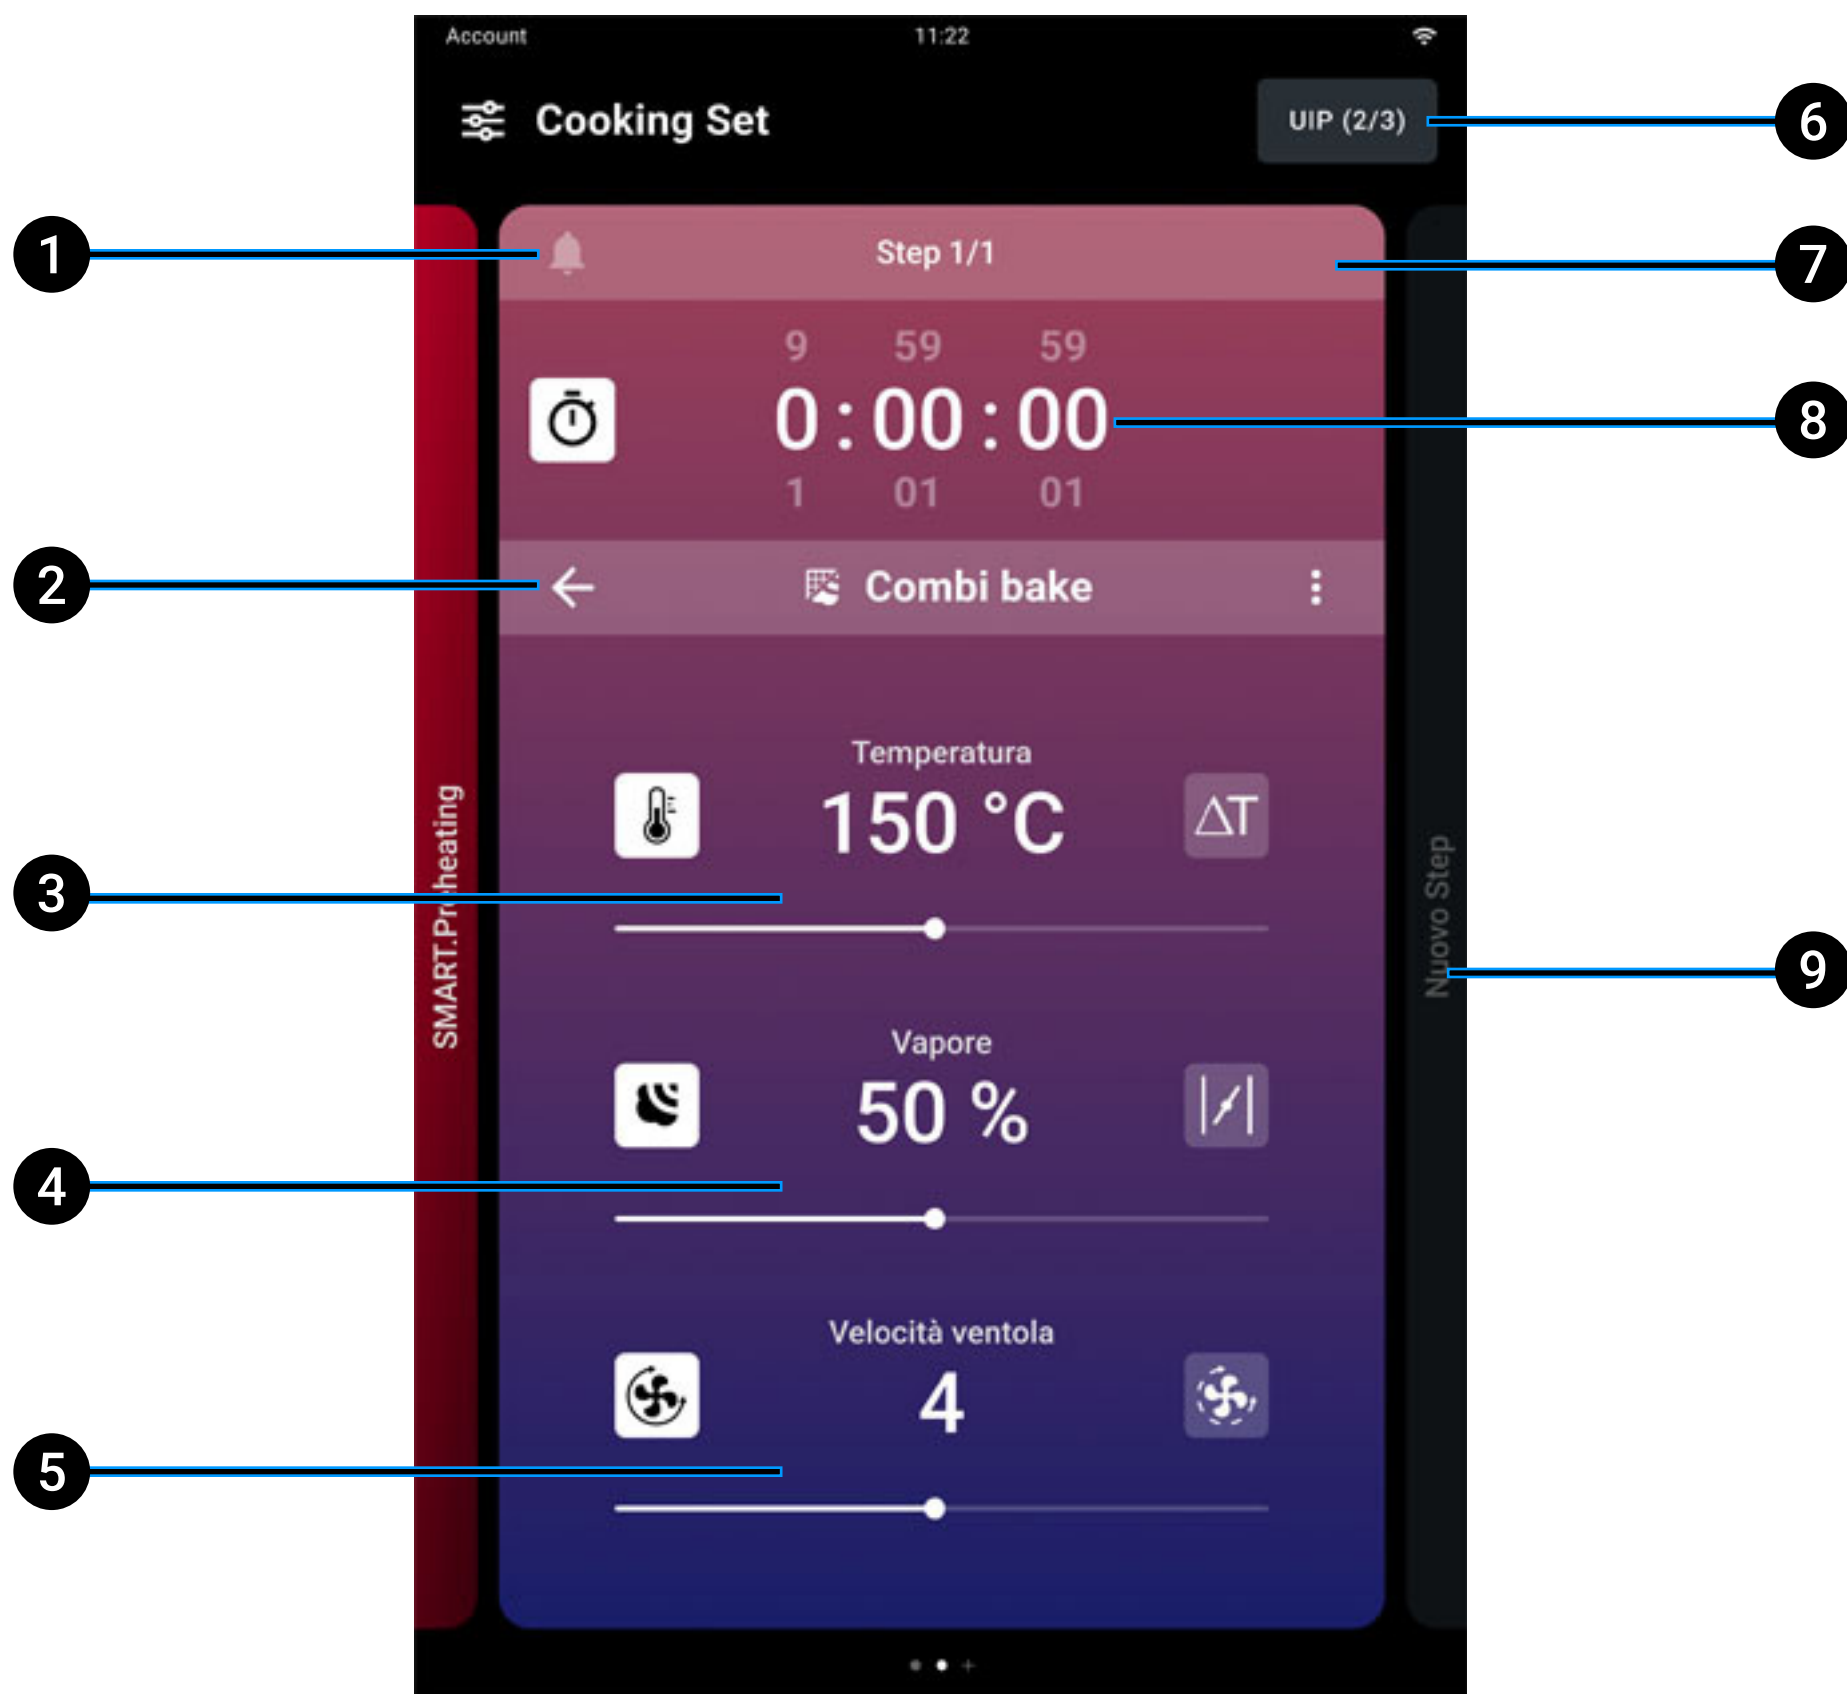 Account 11:22
Cooking Set UIP (2/3) 6
1 Step 1/1 7
9 59 59
0 : 00 : 00 8
1 01 01
2 Combi bake
Temperatura
150 °C ΔT
3
SMART.Preheating
Nuovo Step
9
Vapore
50 %
4
Velocità ventola
4
5